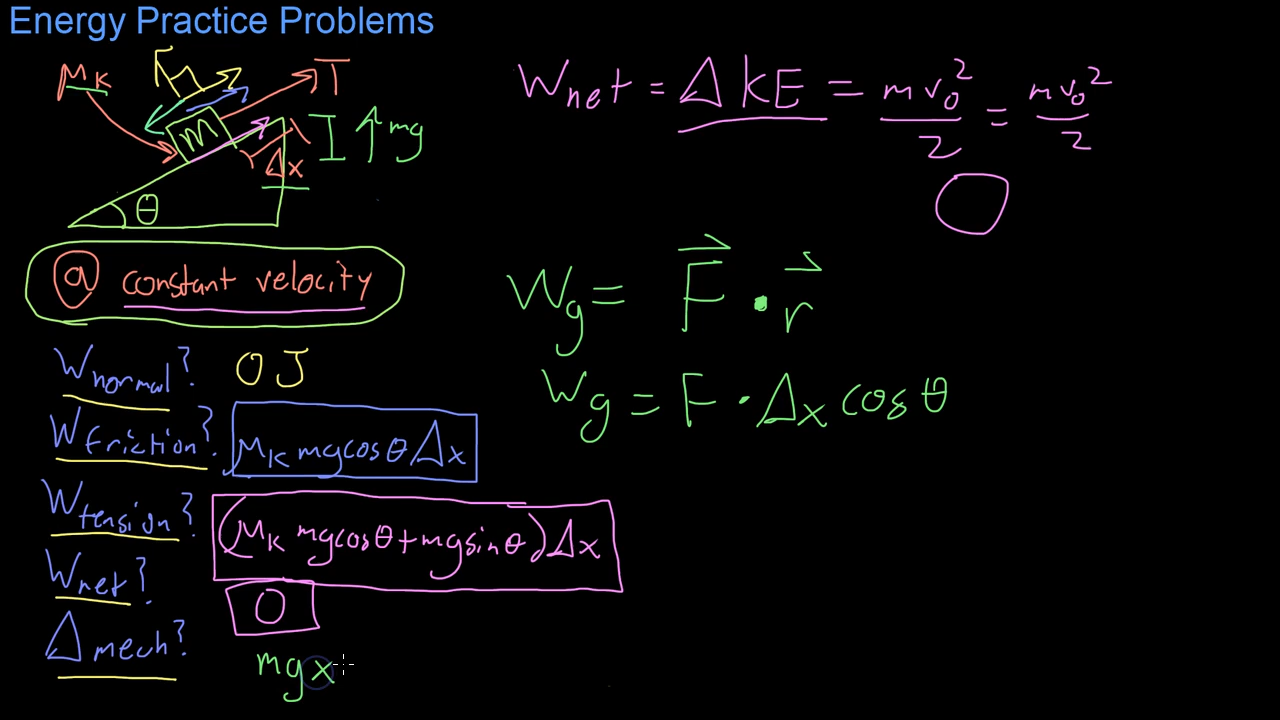 Energy Practice Problems
μK T
m mg
Δx
θ
@ constant velocity
Wnormal? 0 J
Wfriction? μK mgcosθΔx
Wtension? (μK mgcosθ+mgsinθ)Δx
Wnet? 0
Δmech? mgx
Wnet = ΔKE = mv₀²/2 = mv₀²/2
Wg = F · r
Wg = F · Δx cosθ